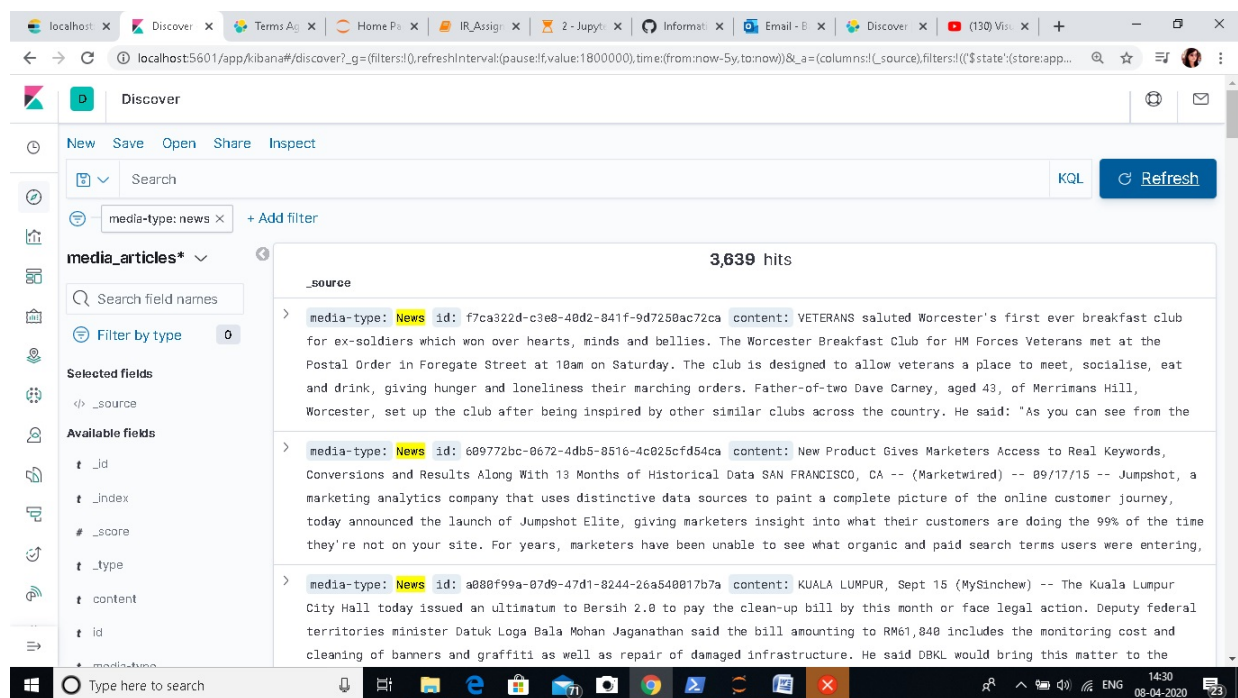 localhost: Discover Terms Ag Home Pa IR_Assign 2 - Jupyt Informati Email - B Discover (130) Visu
localhost:5601/app/kibana#/discover?_g=(filters:!(),refreshInterval:(pause:!f,value:1800000),time:(from:now-5y,to:now))&_a=(columns:!(_source),filters:!(('$state':(store:app...
D Discover
New Save Open Share Inspect
Search KQL Refresh
media-type: news × + Add filter
media_articles*
3,639 hits
_source
Search field names
Filter by type 0
Selected fields
</> _source
Available fields
t _id
t _index
# _score
t _type
t content
t id
t media-type
media-type: News id: f7ca322d-c3e8-40d2-841f-9d7250ac72ca content: VETERANS saluted Worcester's first ever breakfast club
for ex-soldiers which won over hearts, minds and bellies. The Worcester Breakfast Club for HM Forces Veterans met at the
Postal Order in Foregate Street at 10am on Saturday. The club is designed to allow veterans a place to meet, socialise, eat
and drink, giving hunger and loneliness their marching orders. Father-of-two Dave Carney, aged 43, of Merrimans Hill,
Worcester, set up the club after being inspired by other similar clubs across the country. He said: "As you can see from the
media-type: News id: 609772bc-0672-4db5-8516-4c025cfd54ca content: New Product Gives Marketers Access to Real Keywords,
Conversions and Results Along With 13 Months of Historical Data SAN FRANCISCO, CA -- (Marketwired) -- 09/17/15 -- Jumpshot, a
marketing analytics company that uses distinctive data sources to paint a complete picture of the online customer journey,
today announced the launch of Jumpshot Elite, giving marketers insight into what their customers are doing the 99% of the time
they're not on your site. For years, marketers have been unable to see what organic and paid search terms users were entering,
media-type: News id: a080f99a-07d9-47d1-8244-26a540017b7a content: KUALA LUMPUR, Sept 15 (MySinchew) -- The Kuala Lumpur
City Hall today issued an ultimatum to Bersih 2.0 to pay the clean-up bill by this month or face legal action. Deputy federal
territories minister Datuk Loga Bala Mohan Jaganathan said the bill amounting to RM61,840 includes the monitoring cost and
cleaning of banners and graffiti as well as repair of damaged infrastructure. He said DBKL would bring this matter to the
Type here to search 71 ENG 14:30
08-04-2020 23